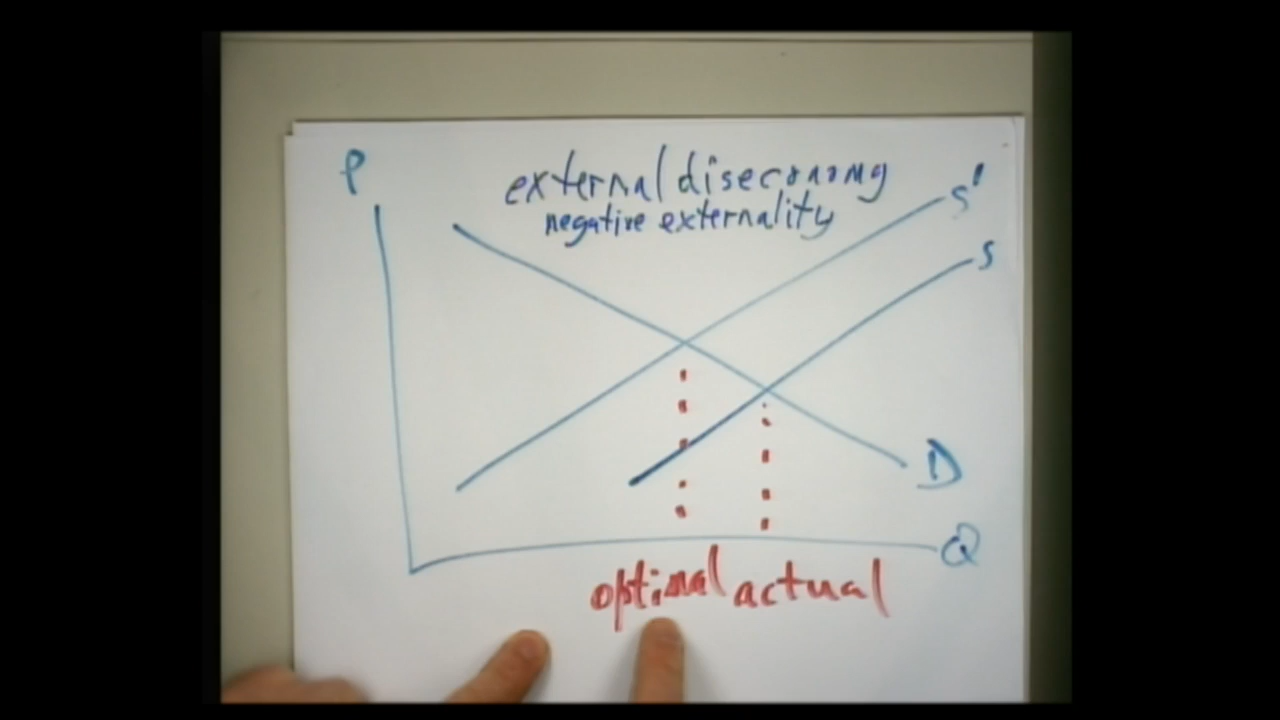 P
external diseconomy
negative externality
S'
S
D
Q
optimal actual